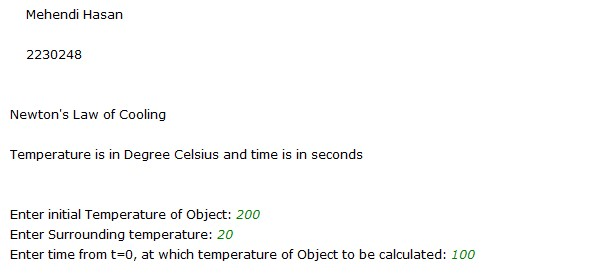 Mehendi Hasan
2230248
Newton's Law of Cooling
Temperature is in Degree Celsius and time is in seconds
Enter initial Temperature of Object: 200
Enter Surrounding temperature: 20
Enter time from t=0, at which temperature of Object to be calculated: 100